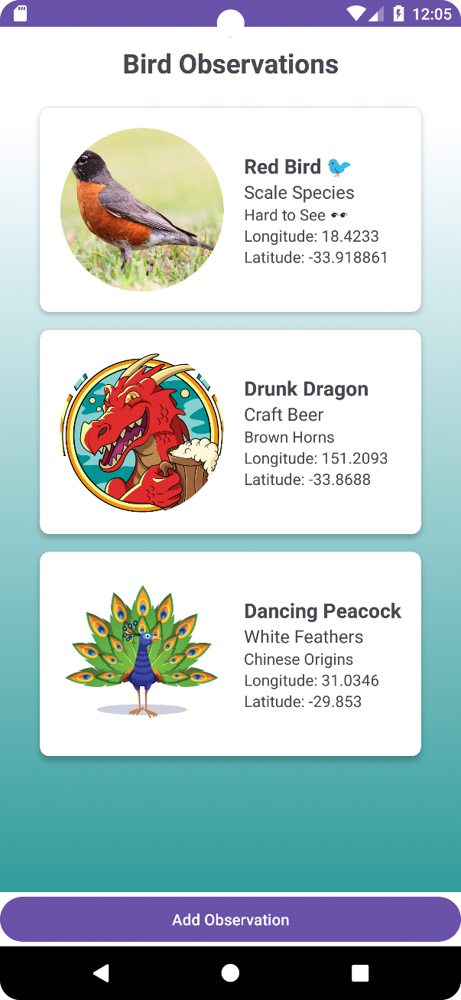 12:05
Bird Observations
Red Bird 🐦
Scale Species
Hard to See 👀
Longitude: 18.4233
Latitude: -33.918861
Drunk Dragon
Craft Beer
Brown Horns
Longitude: 151.2093
Latitude: -33.8688
Dancing Peacock
White Feathers
Chinese Origins
Longitude: 31.0346
Latitude: -29.853
Add Observation